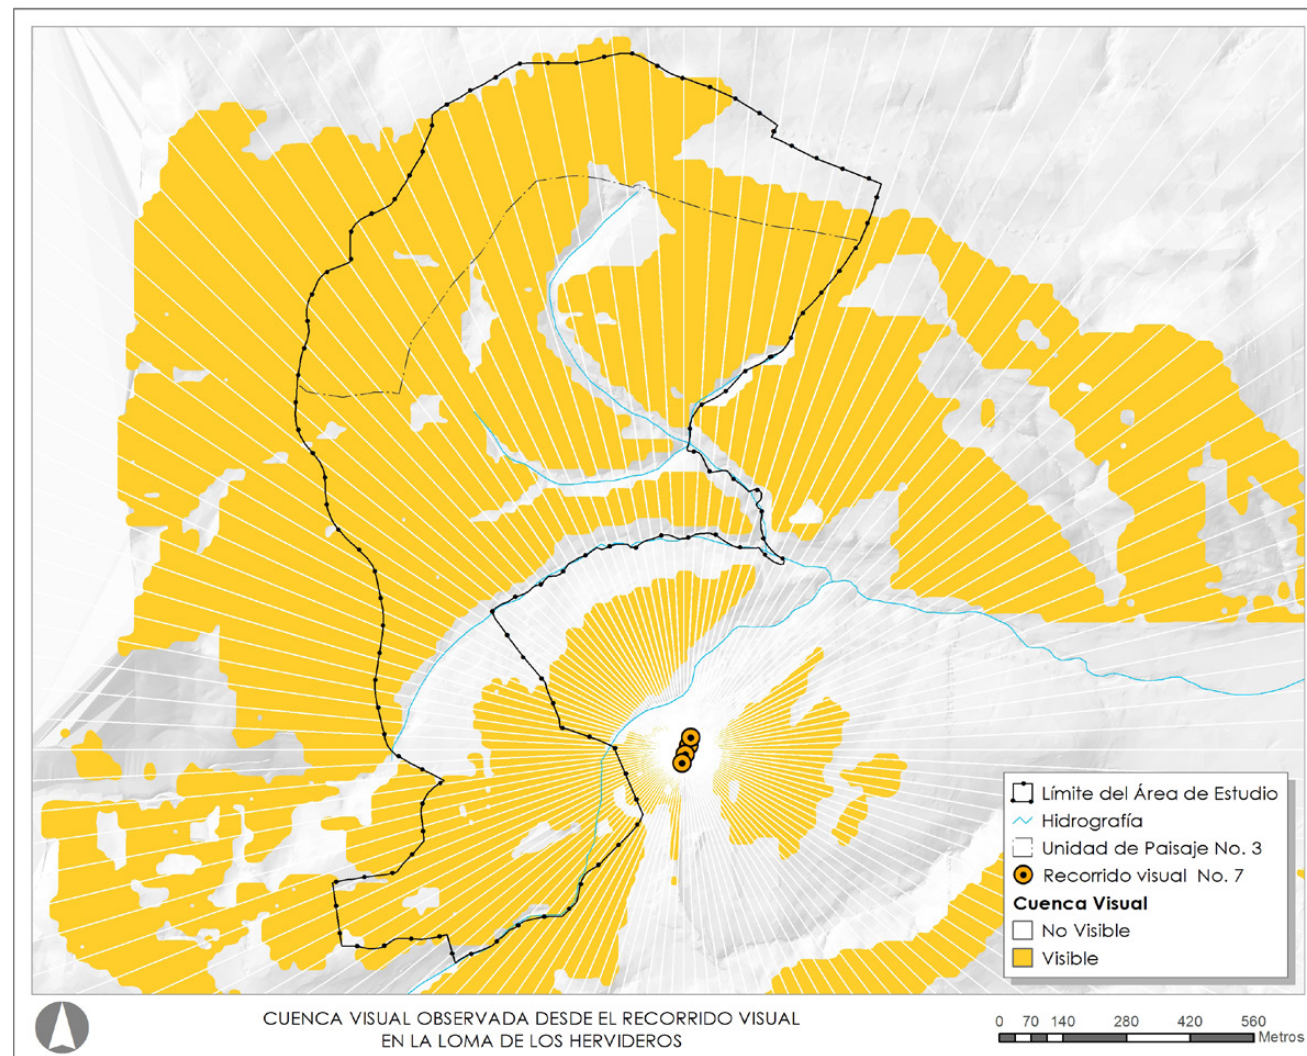 Límite del Área de Estudio
Hidrografía
Unidad de Paisaje No. 3
Recorrido visual No. 7
Cuenca Visual
No Visible
Visible
CUENCA VISUAL OBSERVADA DESDE EL RECORRIDO VISUAL
EN LA LOMA DE LOS HERVIDEROS
0 70 140 280 420 560
Metros